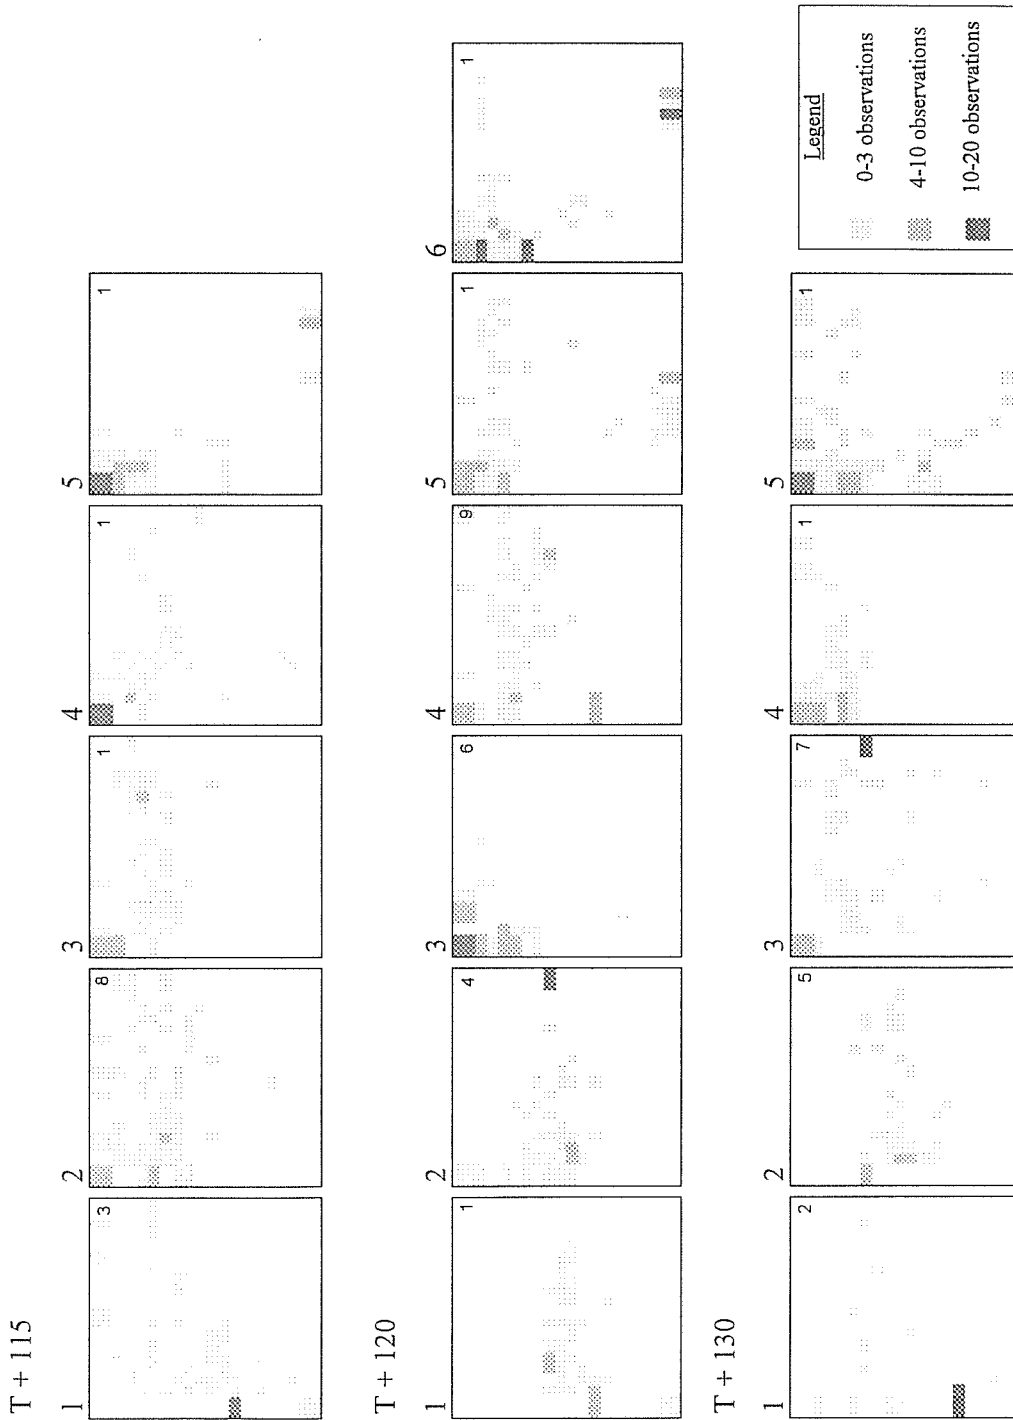 T + 115
1 2 3 4 5
3 8 1 1 1
T + 120
1 2 3 4 5 6
1 4 6 9 1 1
T + 130
1 2 3 4 5
2 5 7 1 1
Legend
0-3 observations
4-10 observations
10-20 observations